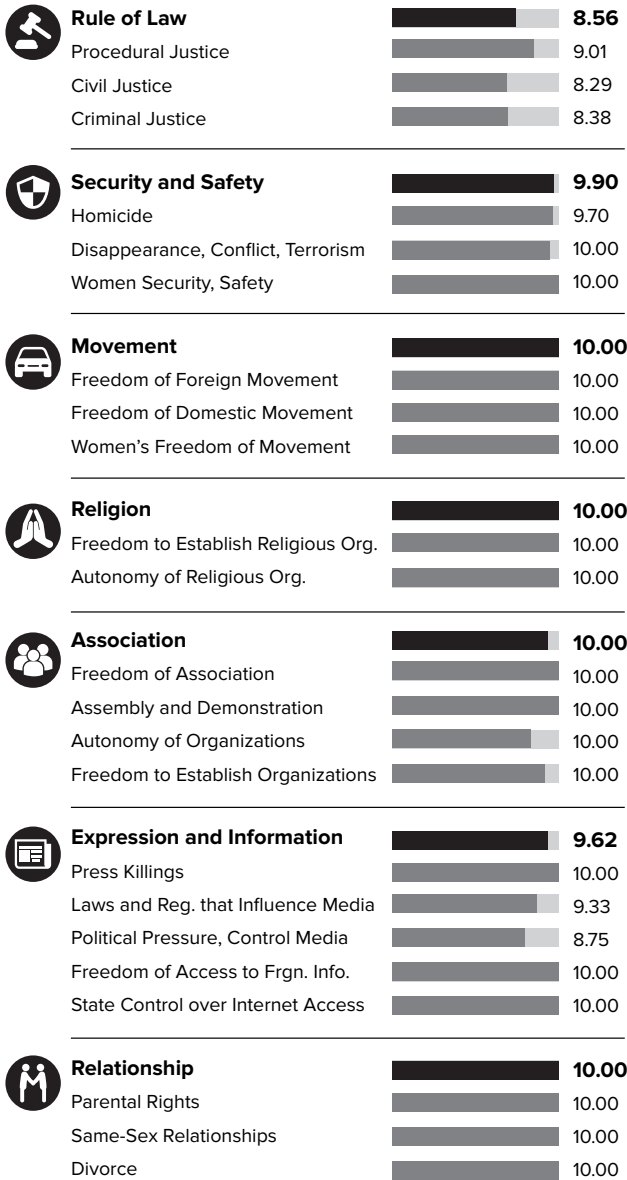 Rule of Law 8.56
Procedural Justice 9.01
Civil Justice 8.29
Criminal Justice 8.38
Security and Safety 9.90
Homicide 9.70
Disappearance, Conflict, Terrorism 10.00
Women Security, Safety 10.00
Movement 10.00
Freedom of Foreign Movement 10.00
Freedom of Domestic Movement 10.00
Women’s Freedom of Movement 10.00
Religion 10.00
Freedom to Establish Religious Org. 10.00
Autonomy of Religious Org. 10.00
Association 10.00
Freedom of Association 10.00
Assembly and Demonstration 10.00
Autonomy of Organizations 10.00
Freedom to Establish Organizations 10.00
Expression and Information 9.62
Press Killings 10.00
Laws and Reg. that Influence Media 9.33
Political Pressure, Control Media 8.75
Freedom of Access to Frgn. Info. 10.00
State Control over Internet Access 10.00
Relationship 10.00
Parental Rights 10.00
Same-Sex Relationships 10.00
Divorce 10.00